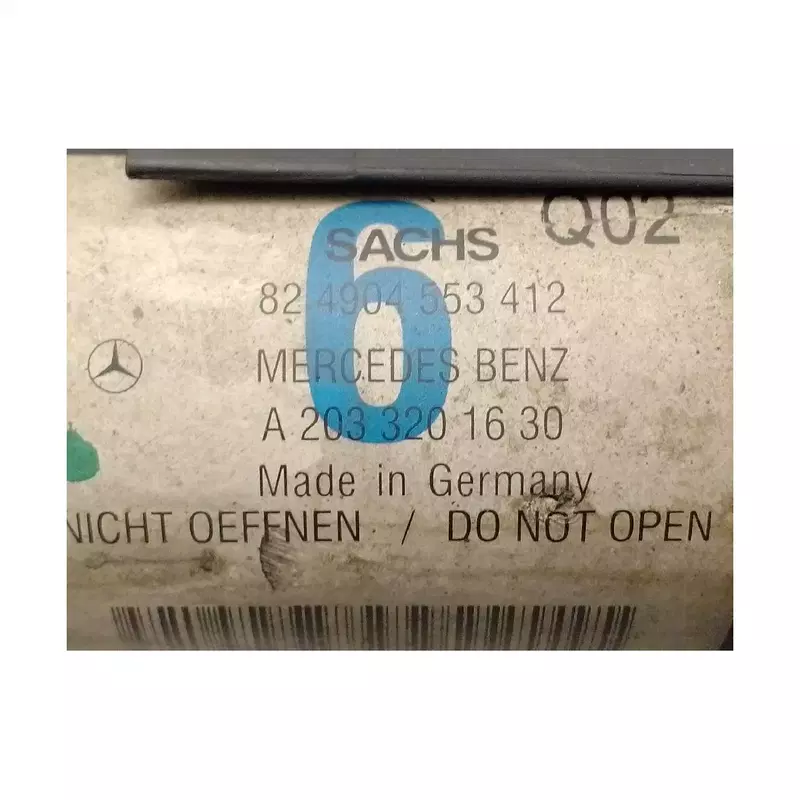 Q02
6
SACHS
82 4904 553 412
MERCEDES BENZ
A 203 320 16 30
Made in Germany
NICHT OEFFNEN / DO NOT OPEN